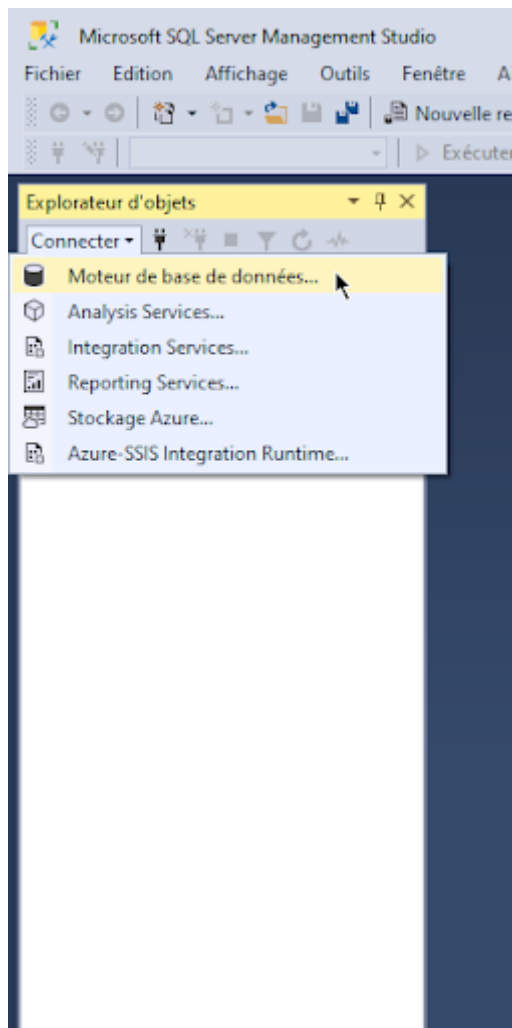 Microsoft SQL Server Management Studio
Fichier Edition Affichage Outils Fenêtre
Nouvelle re
Exécuter
Explorateur d'objets
Connecter
Moteur de base de données...
Analysis Services...
Integration Services...
Reporting Services...
Stockage Azure...
Azure-SSIS Integration Runtime...